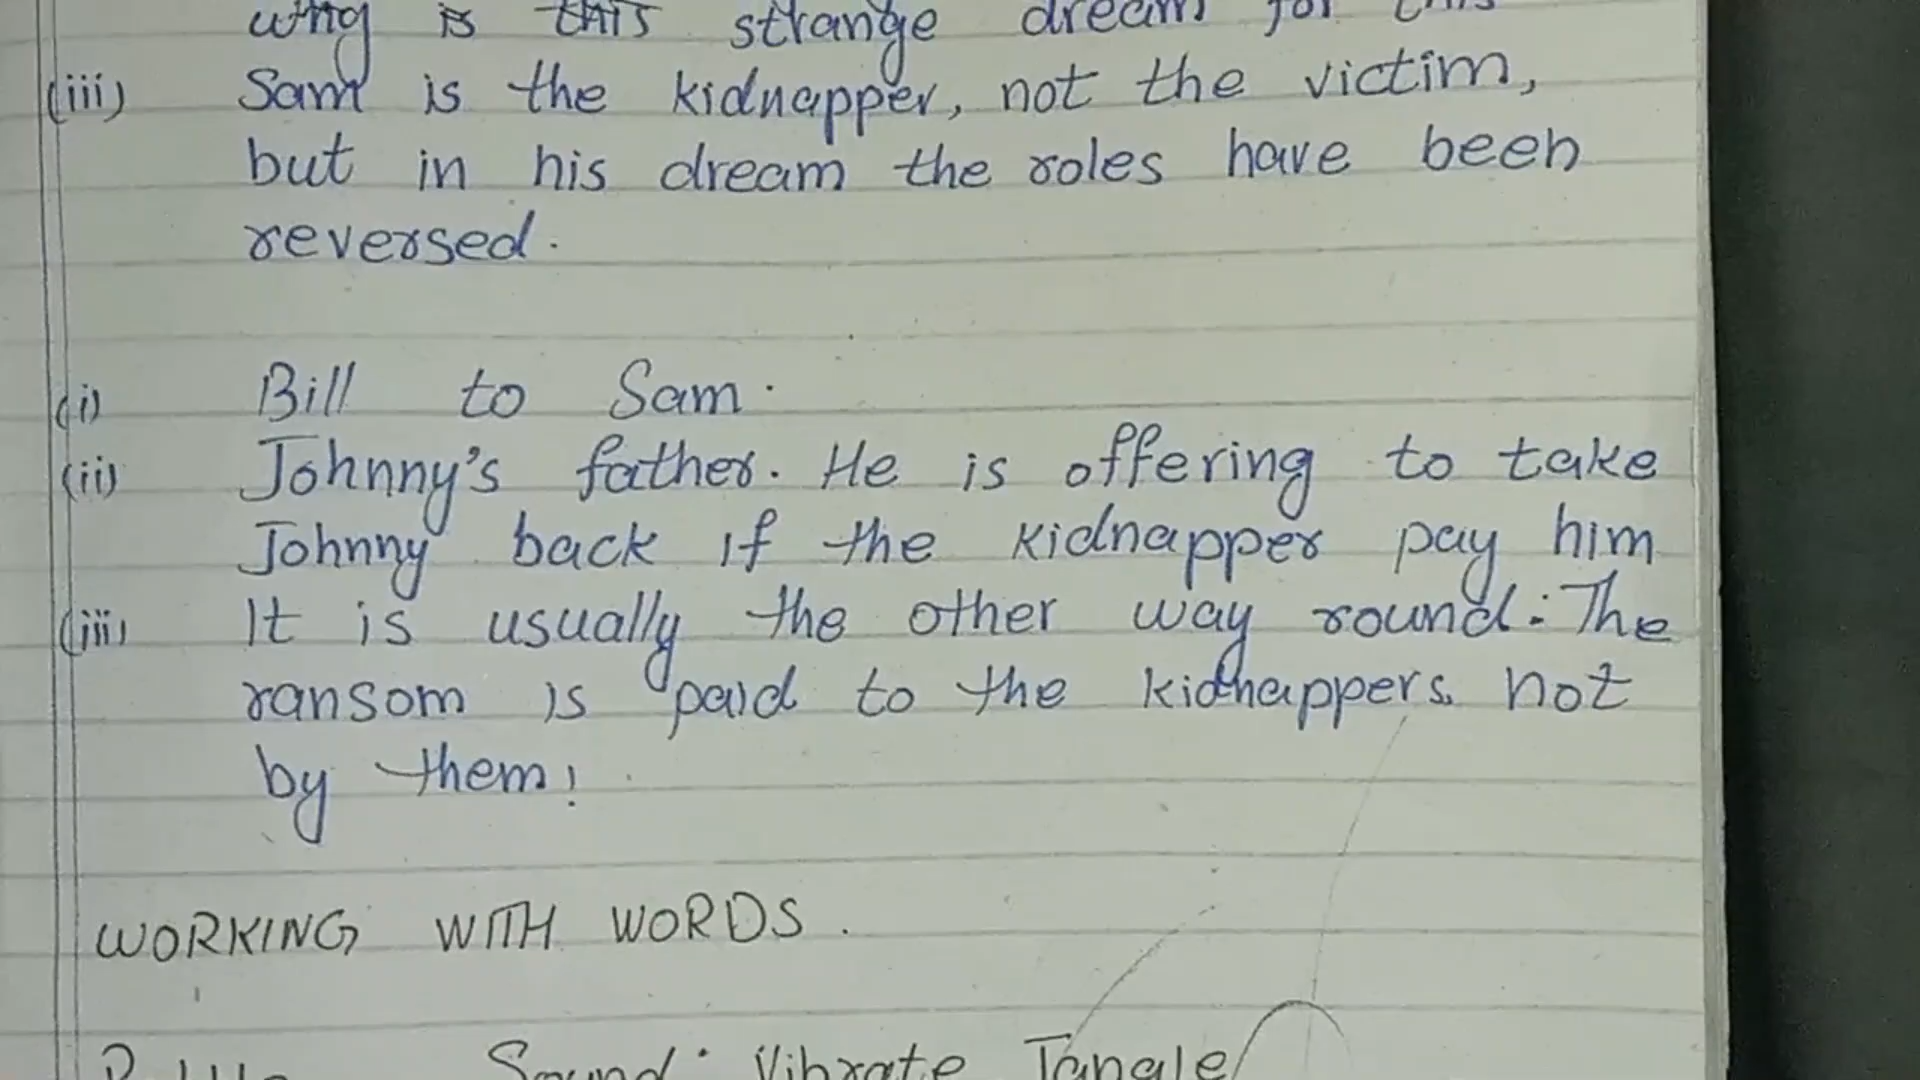 why is this strange dream for this
(iii) Sam is the kidnapper, not the victim,
but in his dream the roles have been
reversed.
(i) Bill to Sam.
(ii) Johnny's father. He is offering to take
Johnny back if the kidnapper pay him
(iii) It is usually the other way round. The
ransom is paid to the kidnappers not
by them!
WORKING WITH WORDS.
Sound. Vibrate Tangle